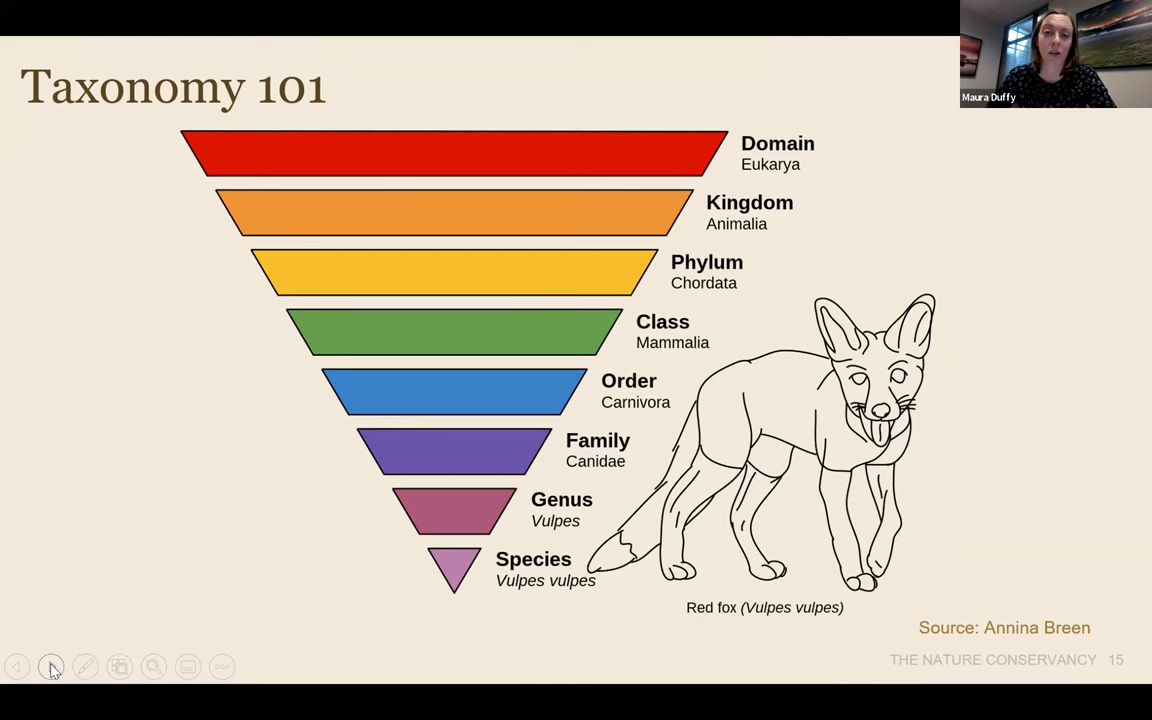 Taxonomy 101
Maura Duffy
Domain
Eukarya
Kingdom
Animalia
Phylum
Chordata
Class
Mammalia
Order
Carnivora
Family
Canidae
Genus
Vulpes
Species
Vulpes vulpes
Red fox (Vulpes vulpes)
Source: Annina Breen
THE NATURE CONSERVANCY 15